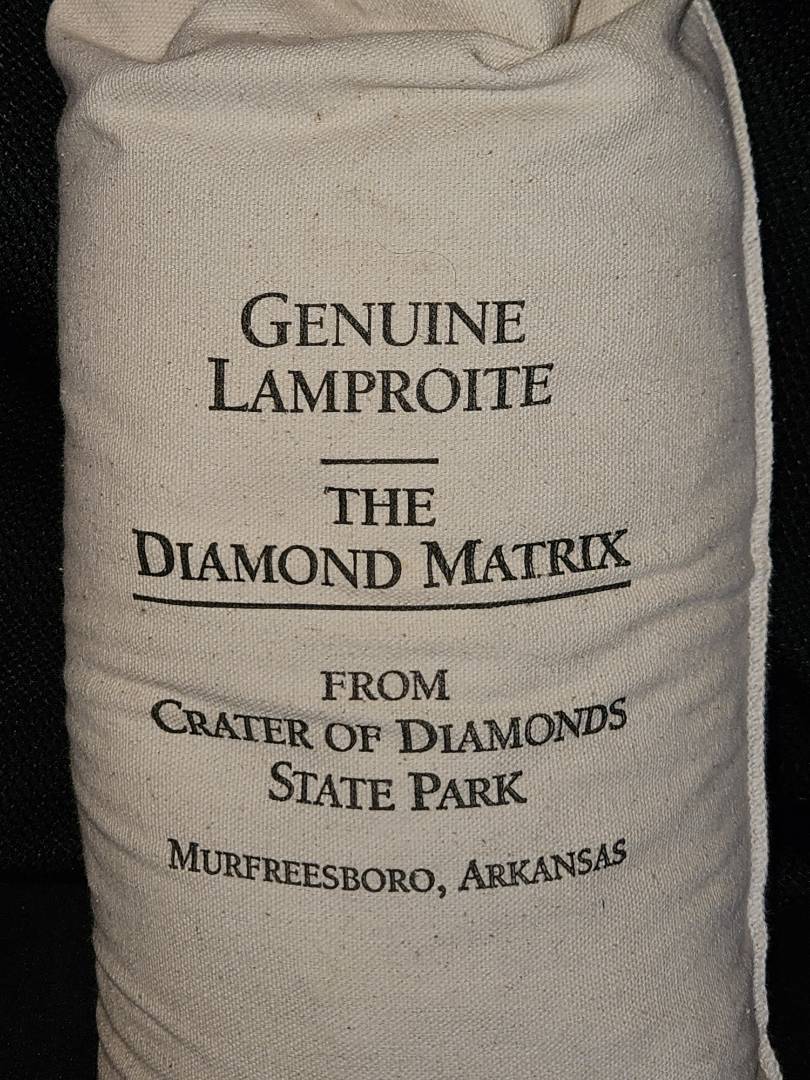 GENUINE
LAMPROITE
THE
DIAMOND MATRIX
FROM
CRATER OF DIAMONDS
STATE PARK
MURFREESBORO, ARKANSAS